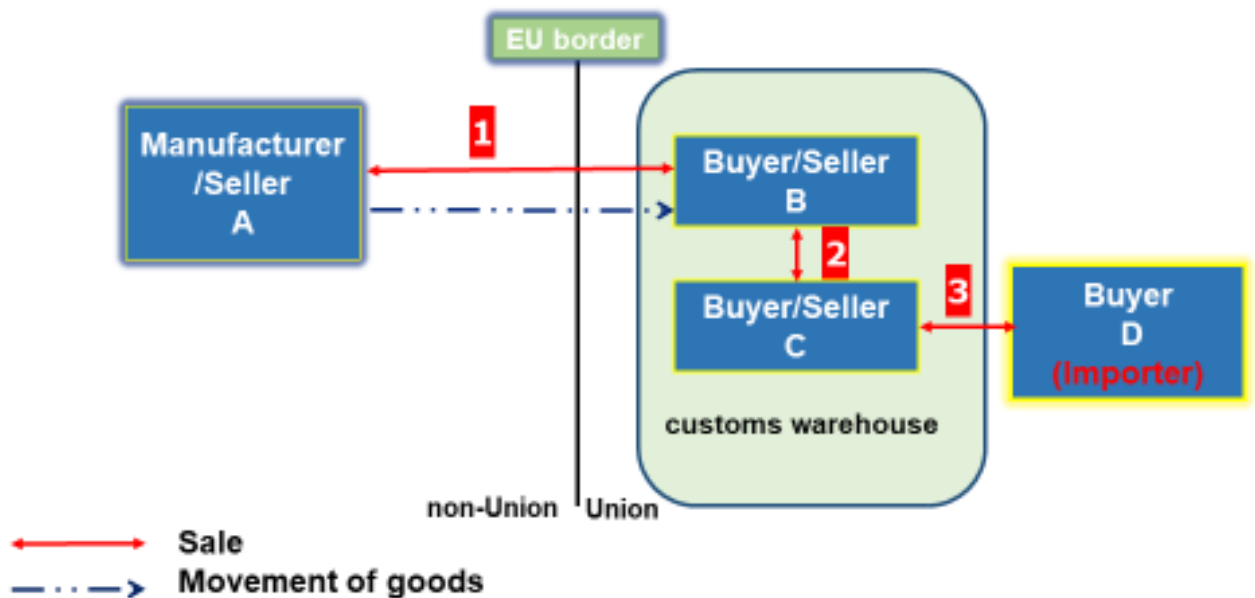 EU border
Manufacturer
/Seller
A
1
Buyer/Seller
B
2
Buyer/Seller
C
3
Buyer
D
(Importer)
customs warehouse
non-Union
Union
Sale
Movement of goods